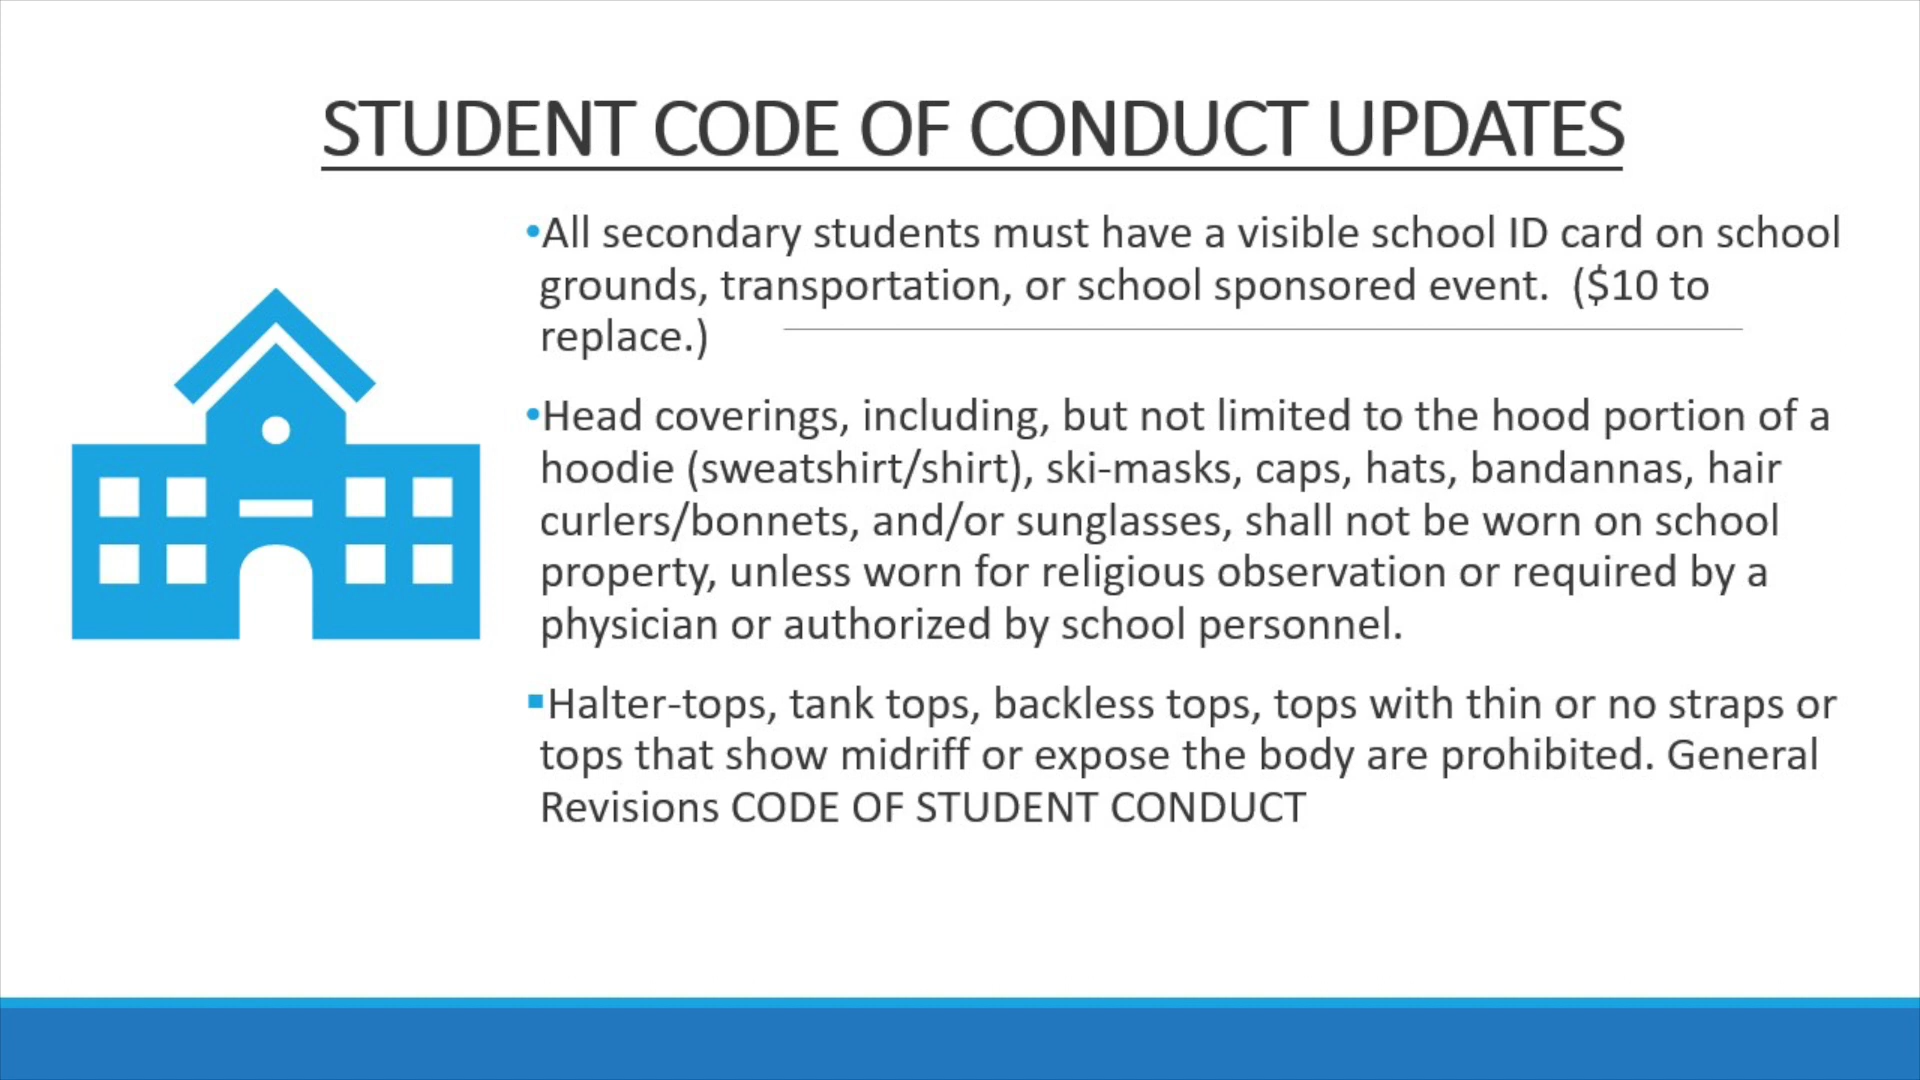 STUDENT CODE OF CONDUCT UPDATES
•All secondary students must have a visible school ID card on school
grounds, transportation, or school sponsored event.  ($10 to
replace.)
•Head coverings, including, but not limited to the hood portion of a
hoodie (sweatshirt/shirt), ski-masks, caps, hats, bandannas, hair
curlers/bonnets, and/or sunglasses, shall not be worn on school
property, unless worn for religious observation or required by a
physician or authorized by school personnel.
▪Halter-tops, tank tops, backless tops, tops with thin or no straps or
tops that show midriff or expose the body are prohibited. General
Revisions CODE OF STUDENT CONDUCT